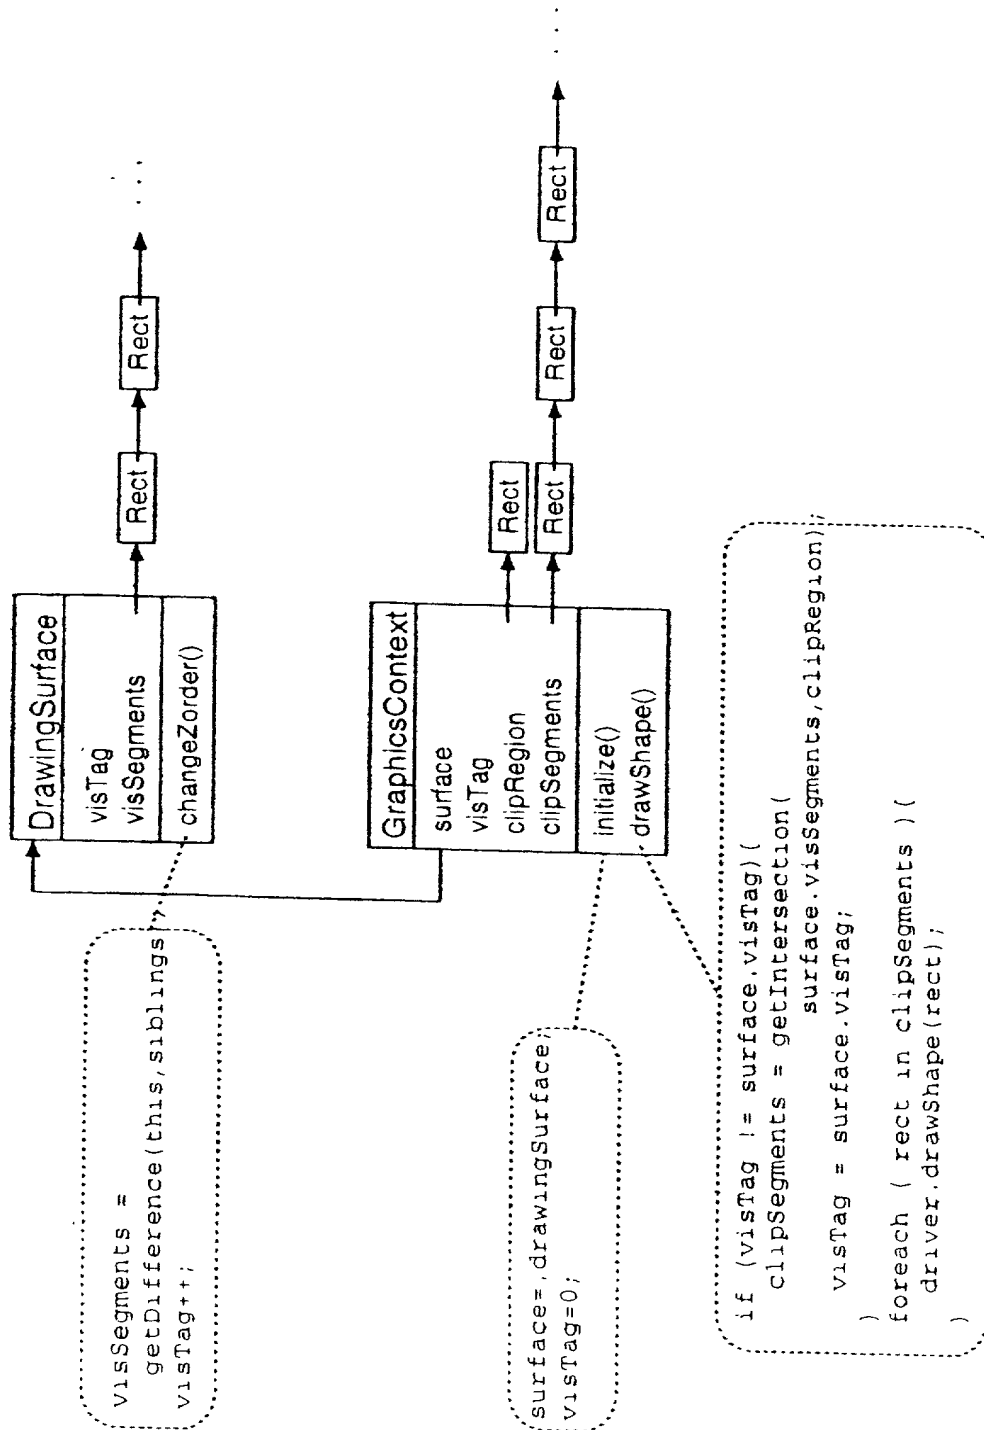 DrawingSurface
visTag
visSegments
changeZorder()
Rect
Rect
...
visSegments =
getDifference(this,siblings);
visTag++;
GraphicsContext
surface
visTag
clipRegion
clipSegments
initialize()
drawShape()
Rect
Rect
Rect
Rect
...
surface=.drawingSurface;
visTag=0;
if (visTag != surface.visTag)(
clipSegments = getIntersection(
surface.visSegments,clipRegion);
visTag = surface.visTag;
)
foreach ( rect in clipSegments )(
driver.drawShape(rect);
)